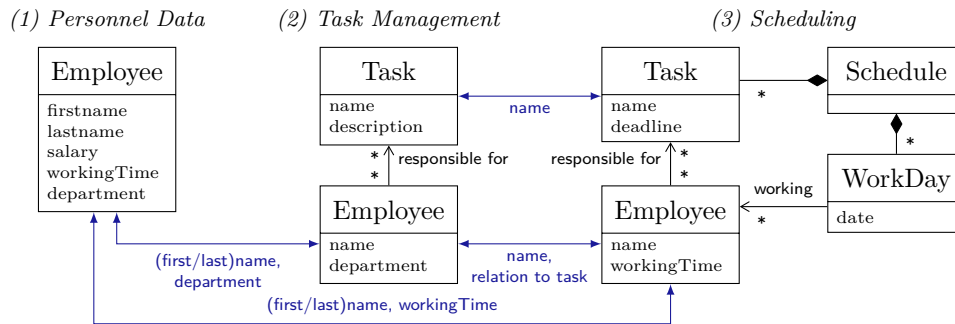 (1) Personnel Data
(2) Task Management
(3) Scheduling
Employee
firstname
lastname
salary
workingTime
department
Task
name
description
name
Task
name
deadline
*
Schedule
*
*
*
responsible for
responsible for
*
*
WorkDay
date
working
*
Employee
name
department
Employee
name
workingTime
(first/last)name,
department
name,
relation to task
(first/last)name, workingTime